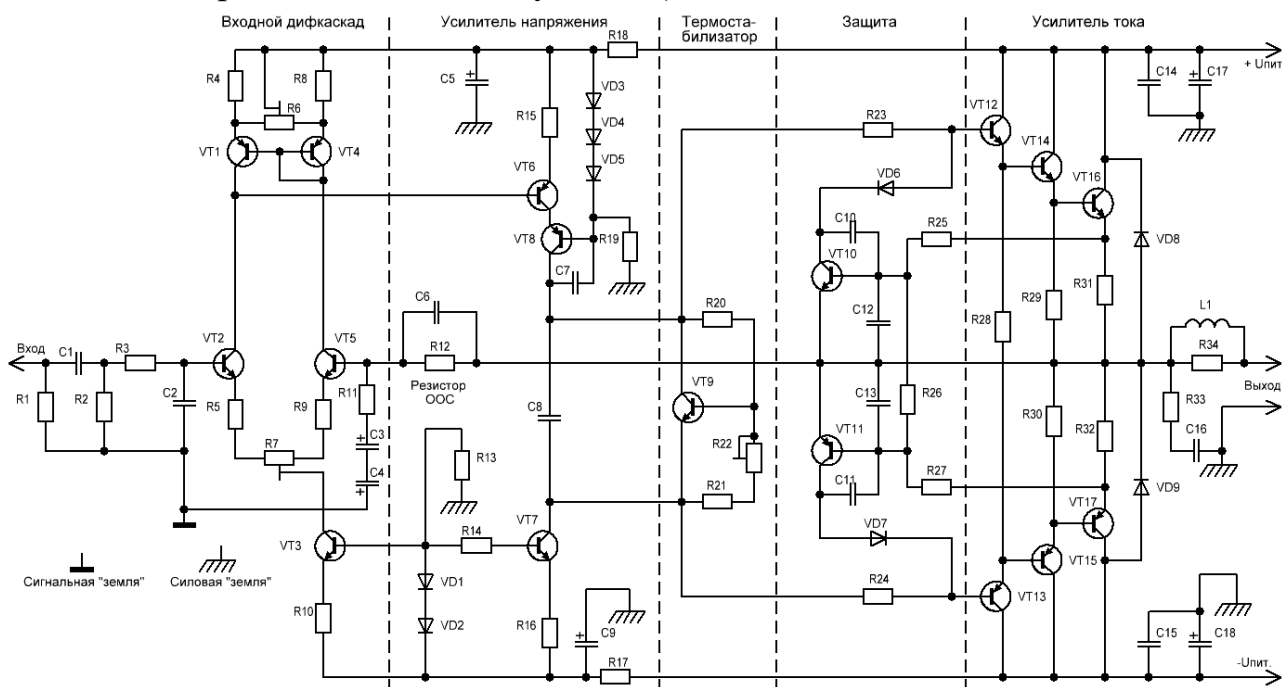 Входной дифкаскад
Усилитель напряжения
Термоста-
билизатор
Защита
Усилитель тока
R4
R8
R6
VT1
VT4
VT2
VT5
Вход
C1
R3
R1
R2
C2
R5
R9
R7
R11
C3
C4
VT3
R10
Сигнальная "земля"
Силовая "земля"
C5
R18
VD3
VD4
VD5
R15
VT6
VT8
R19
C7
C6
R12
Резистор
ООС
C8
R13
R14
VT7
VD1
VD2
R16
C9
R17
R20
VT9
R22
R21
R23
VD6
C10
R25
VT10
C12
C13
R26
VT11
C11
R27
VD7
R24
VT12
VT14
VT16
C14
C17
+ Uпит
VD8
R31
R29
R28
L1
R34
Выход
R30
R32
R33
C16
VT17
VD9
VT15
VT13
C15
C18
-Uпит.